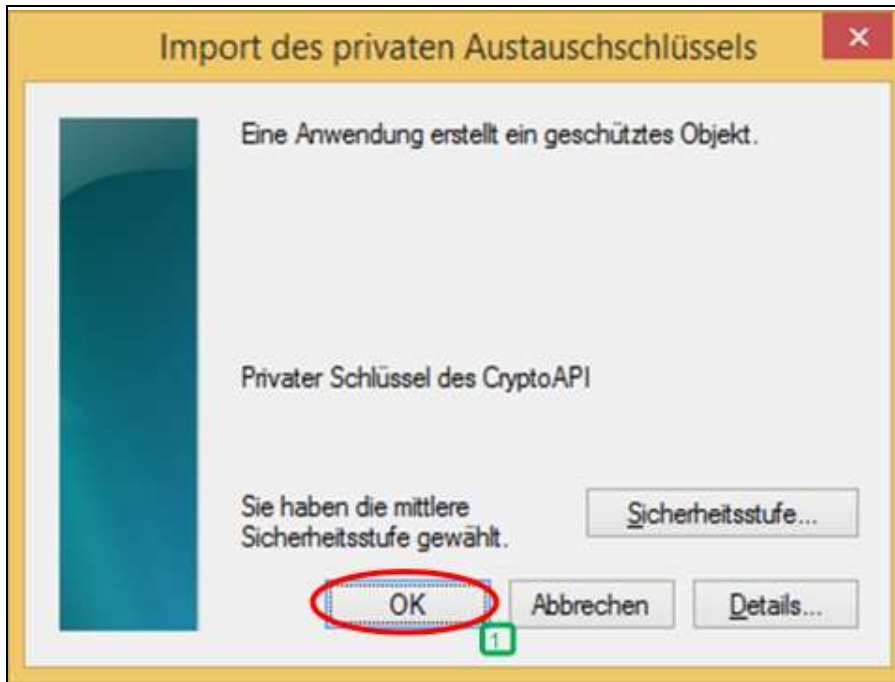 Import des privaten Austauschschlüssels
Eine Anwendung erstellt ein geschütztes Objekt.
Privater Schlüssel des CryptoAPI
Sie haben die mittlere
Sicherheitsstufe gewählt.
Sicherheitsstufe...
OK
Abbrechen
Details...
1